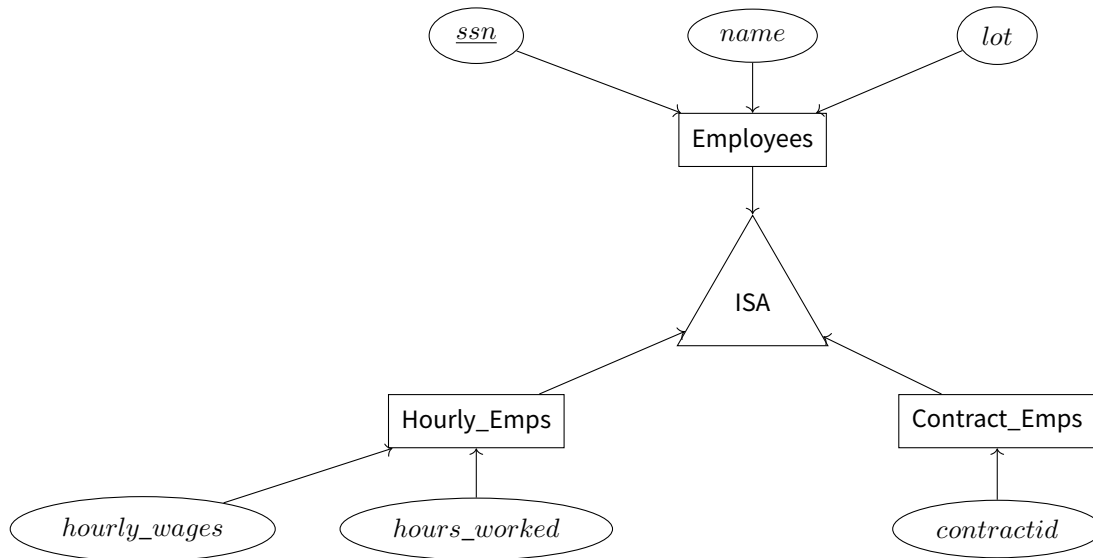 ssn
name
lot
Employees
ISA
Hourly_Emps
Contract_Emps
hourly_wages
hours_worked
contractid